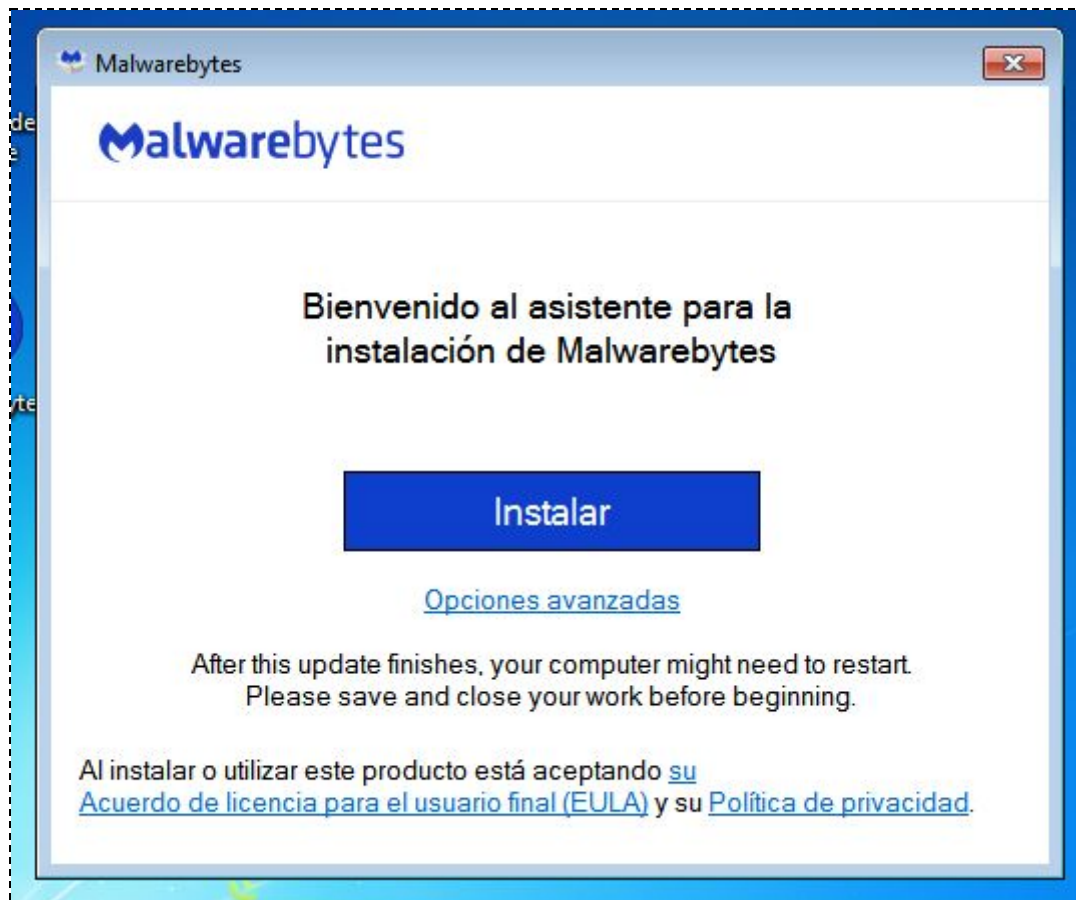 de
Malwarebytes
Malwarebytes
Bienvenido al asistente para la
instalación de Malwarebytes
Instalar
Opciones avanzadas
After this update finishes, your computer might need to restart.
Please save and close your work before beginning.
Al instalar o utilizar este producto está aceptando su
Acuerdo de licencia para el usuario final (EULA) y su Política de privacidad.